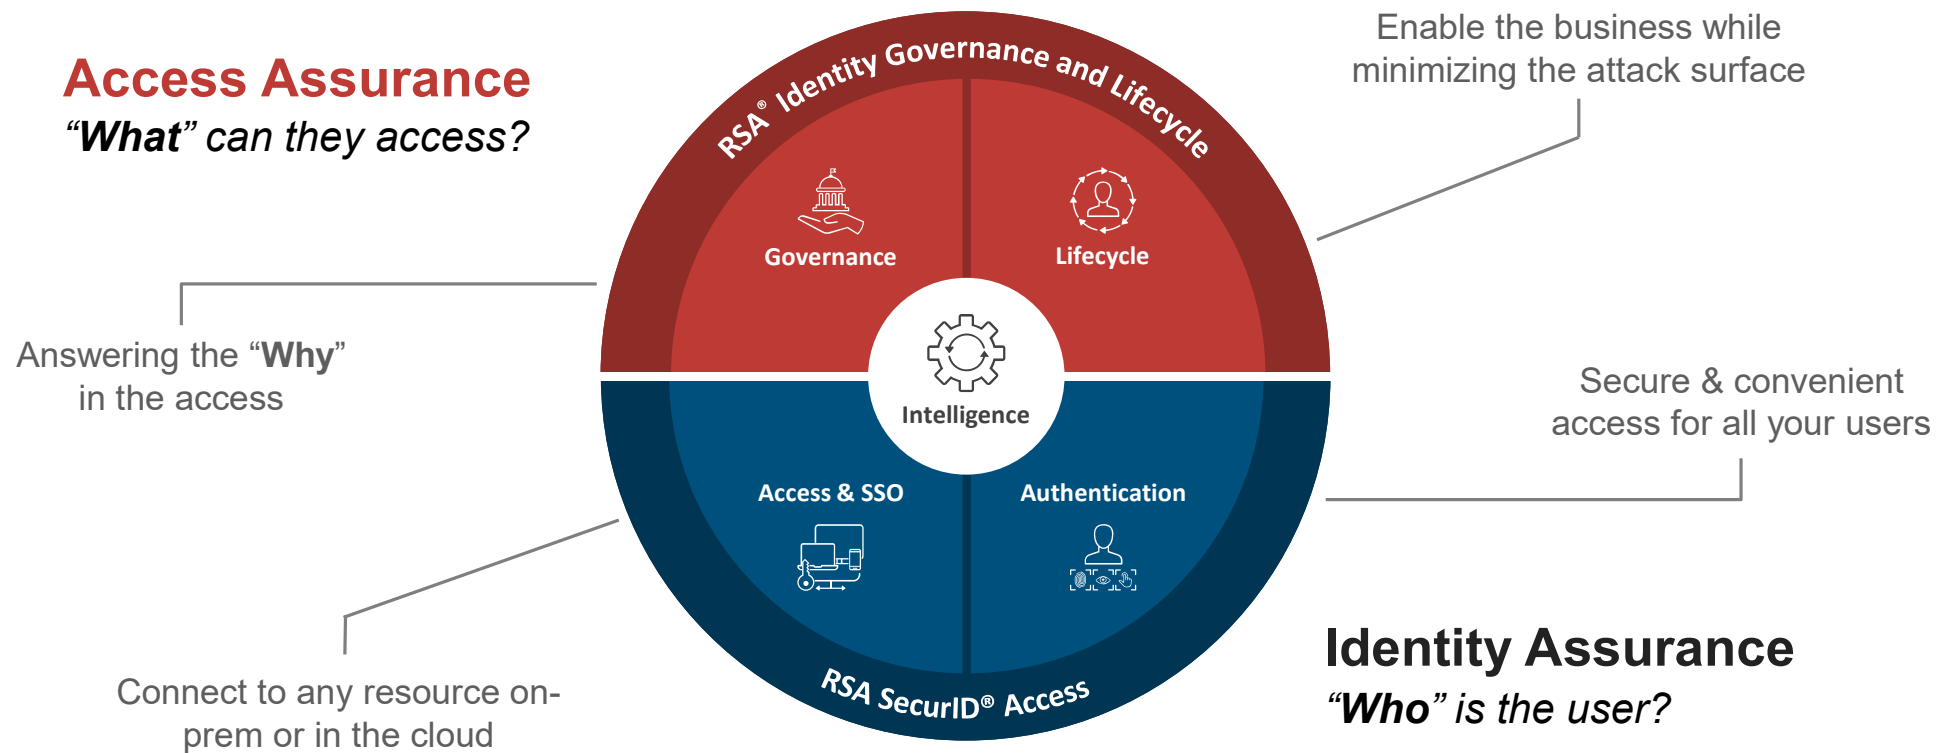 Access Assurance
“What” can they access?
Enable the business while
minimizing the attack surface
RSA® Identity Governance and Lifecycle
Governance
Lifecycle
Answering the “Why”
in the access
Intelligence
Secure & convenient
access for all your users
Access & SSO
Authentication
RSA SecurID® Access
Connect to any resource on-
prem or in the cloud
Identity Assurance
“Who” is the user?